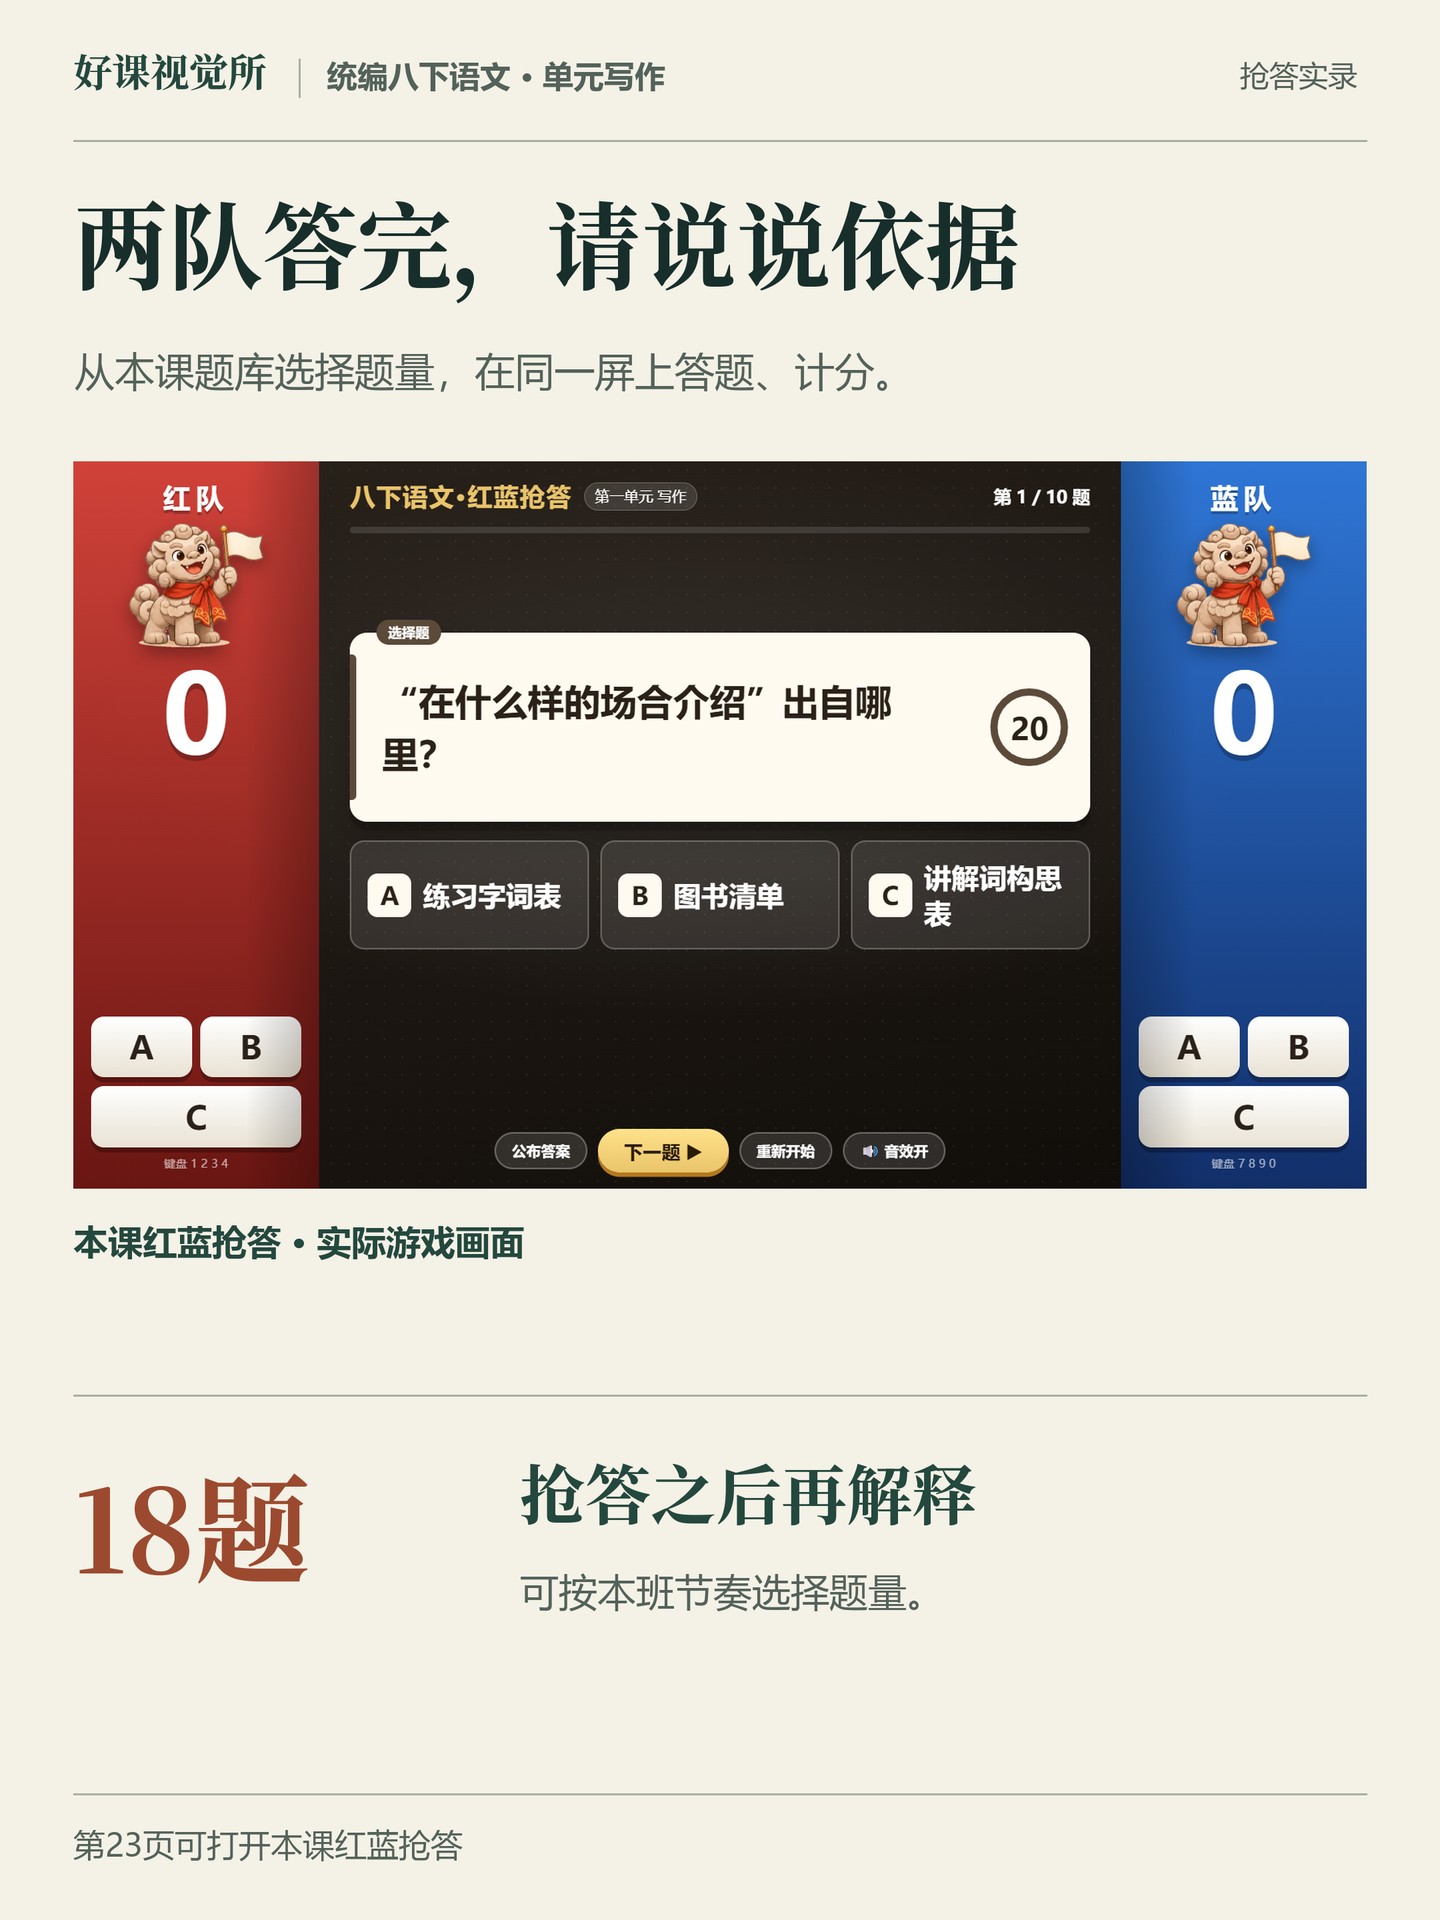 好课视觉所
统编八下语文·单元写作
抢答实录
两队答完，请说说依据
从本课题库选择题量，在同一屏上答题、计分。
红队
0
A
B
C
键盘 1 2 3 4
八下语文·红蓝抢答
第一单元 写作
第 1 / 10 题
选择题
“在什么样的场合介绍”出自哪
里？
20
A 练习字词表
B 图书清单
C 讲解词构思
表
公布答案
下一题 ▶
重新开始
🔊 音效开
蓝队
0
A
B
C
键盘 7 8 9 0
本课红蓝抢答·实际游戏画面
18题
抢答之后再解释
可按本班节奏选择题量。
第23页可打开本课红蓝抢答